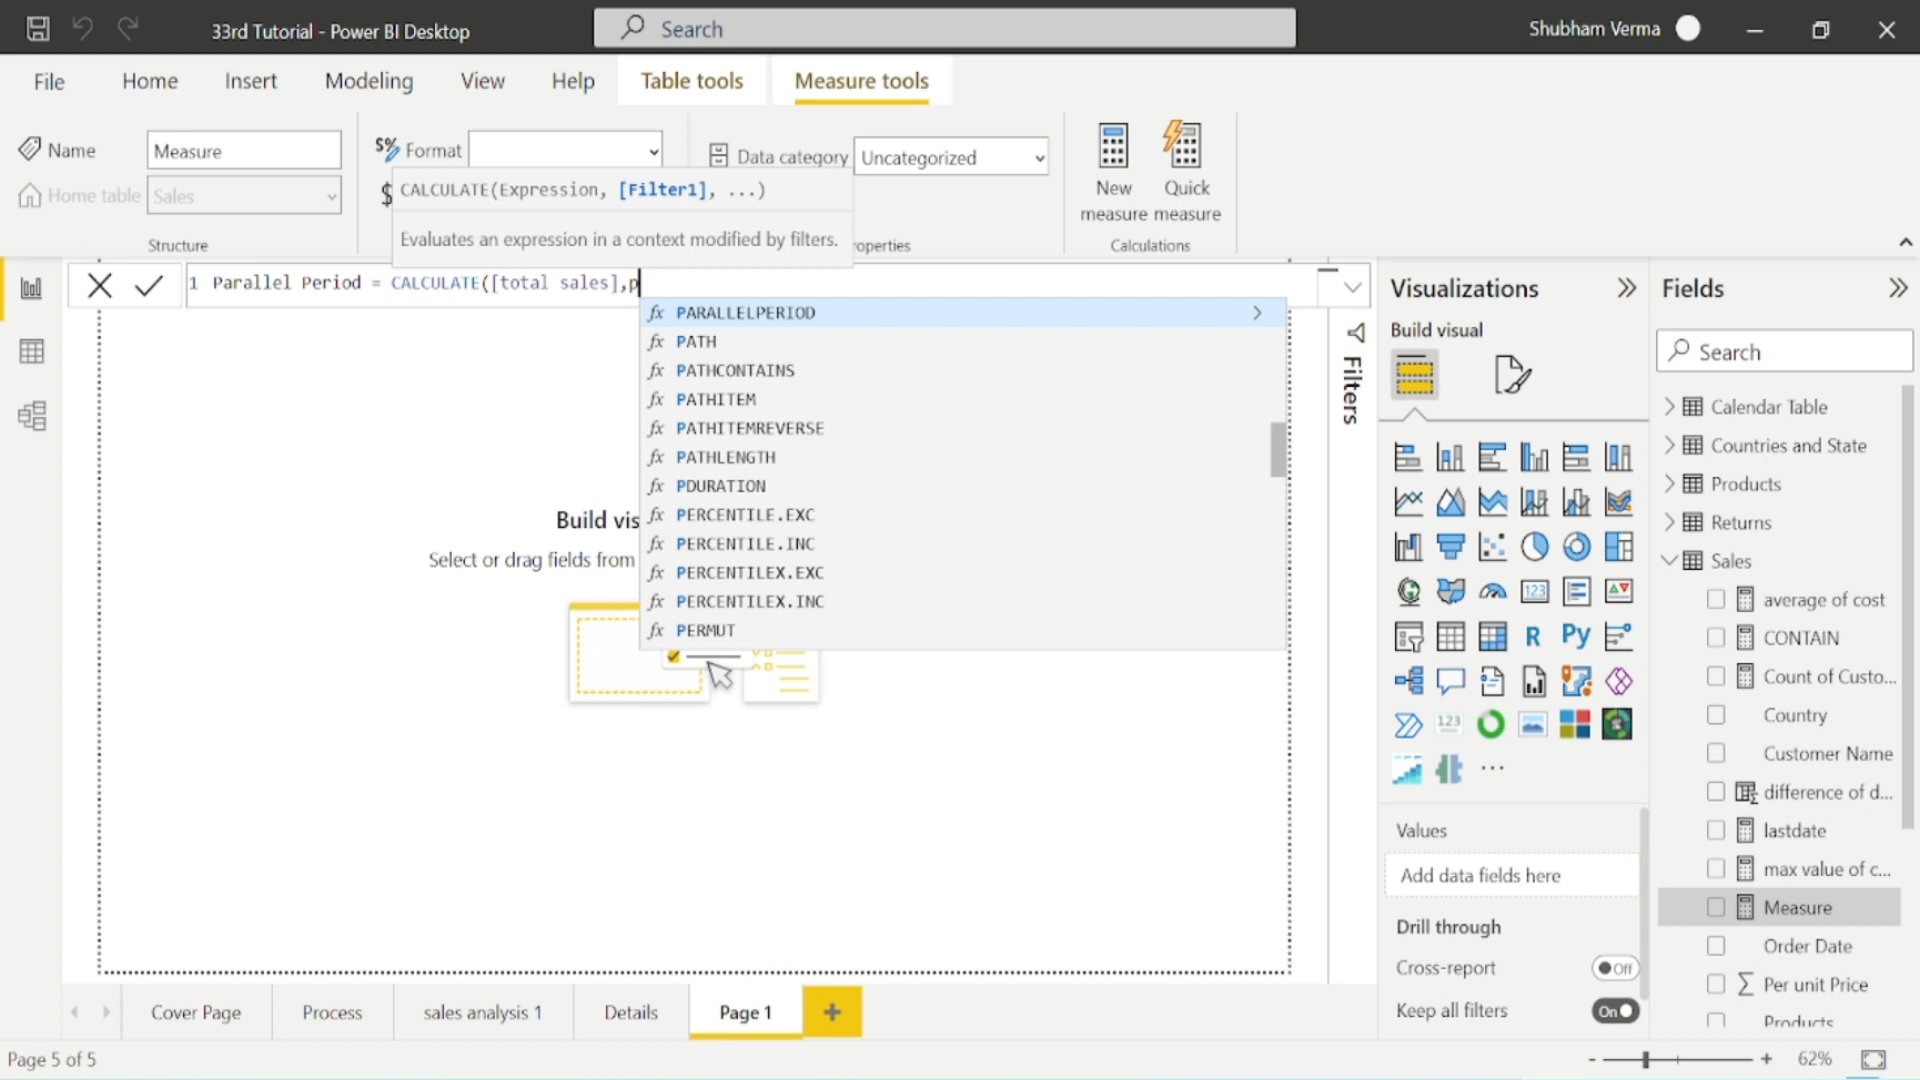 33rd Tutorial - Power BI Desktop
Search
Shubham Verma
File
Home
Insert
Modeling
View
Help
Table tools
Measure tools
Name
Measure
Home table
Sales
Structure
Format
Data category
Uncategorized
CALCULATE(Expression, [Filter1], ...)
Evaluates an expression in a context modified by filters.
operties
New measure
Quick measure
Calculations
1 Parallel Period = CALCULATE([total sales],p
PARALLELPERIOD
PATH
PATHCONTAINS
PATHITEM
PATHITEMREVERSE
PATHLENGTH
PDURATION
PERCENTILE.EXC
PERCENTILE.INC
PERCENTILEX.EXC
PERCENTILEX.INC
PERMUT
Build vis
Select or drag fields from
Filters
Visualizations
Build visual
123
R
Py
123
Values
Add data fields here
Drill through
Cross-report
Off
Keep all filters
On
Fields
Search
Calendar Table
Countries and State
Products
Returns
Sales
average of cost
CONTAIN
Count of Custo...
Country
Customer Name
difference of d...
lastdate
max value of c...
Measure
Order Date
Per unit Price
Products
Cover Page
Process
sales analysis 1
Details
Page 1
Page 5 of 5
62%